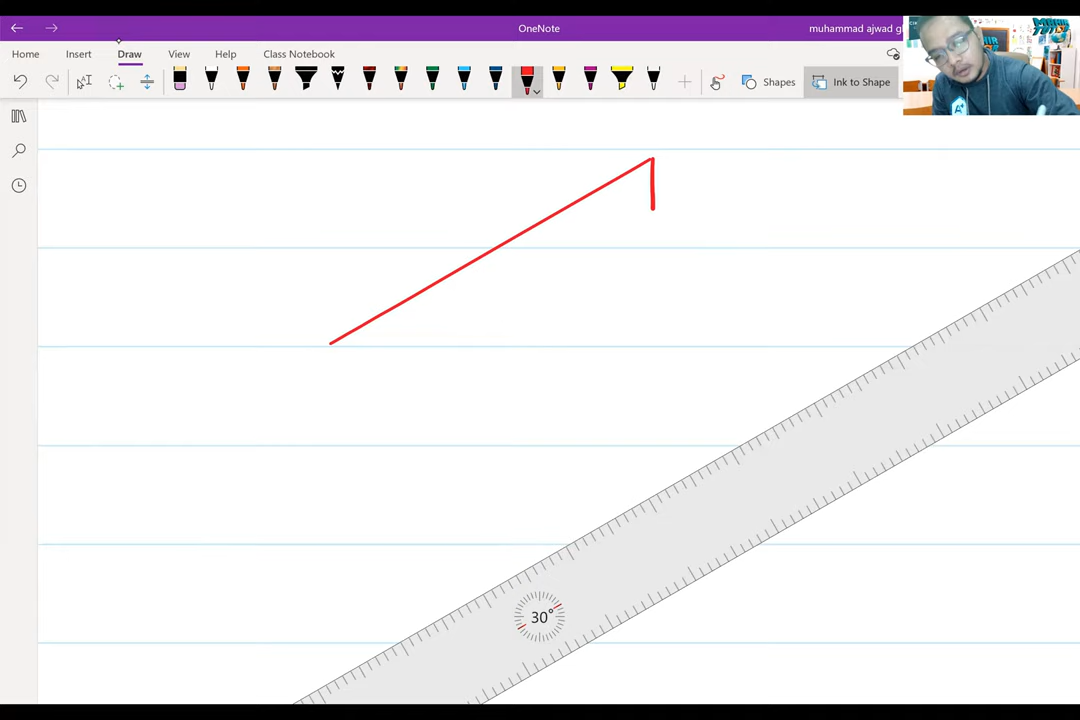 OneNote
muhammad ajwad g
Home Insert Draw View Help Class Notebook
Shapes Ink to Shape
A+
30°